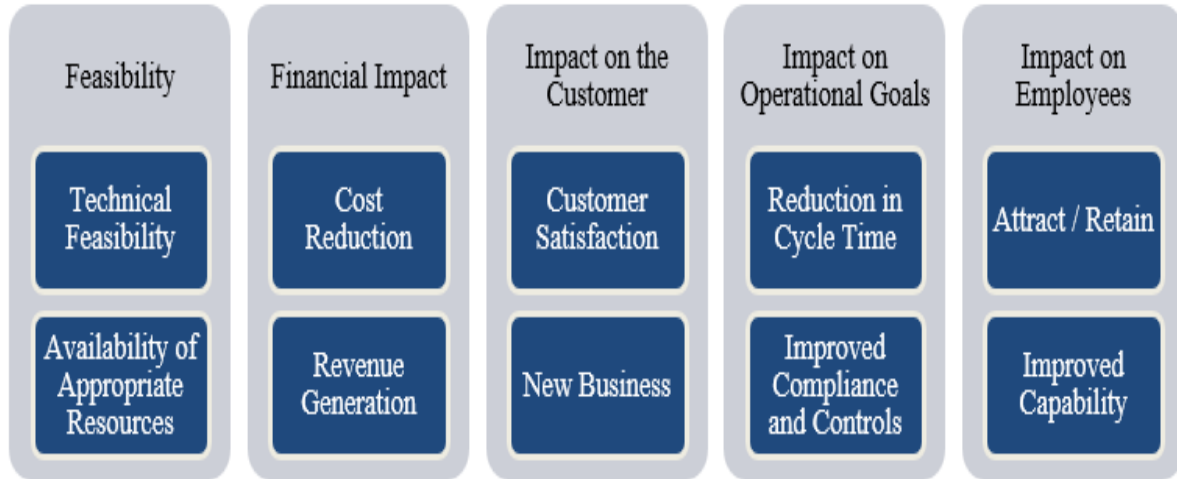 Feasibility
Technical
Feasibility
Availability of
Appropriate
Resources
Financial Impact
Cost
Reduction
Revenue
Generation
Impact on the
Customer
Customer
Satisfaction
New Business
Impact on
Operational Goals
Reduction in
Cycle Time
Improved
Compliance
and Controls
Impact on
Employees
Attract / Retain
Improved
Capability